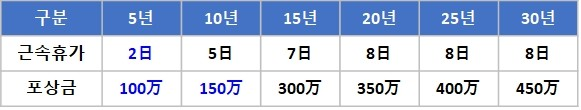 구분 5년 10년 15년 20년 25년 30년
근속휴가 2日 5日 7日 8日 8日 8日
포상금 100万 150万 300万 350万 400万 450万